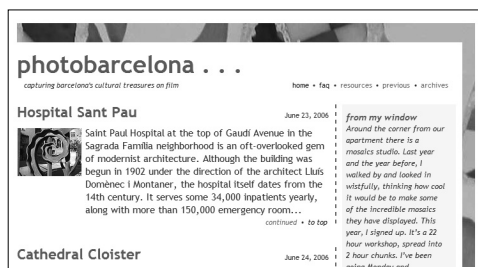 photobarcelona . . .
capturing barcelona's cultural treasures on film
home • faq • resources • previous • archives
Hospital Sant Pau
June 23, 2006
Saint Paul Hospital at the top of Gaudí Avenue in the
Sagrada Família neighborhood is an oft-overlooked gem
of modernist architecture. Although the building was
begun in 1902 under the direction of the architect Lluís
Domènec i Montaner, the hospital itself dates from the
14th century. It serves some 34,000 inpatients yearly,
along with more than 150,000 emergency room...
continued • to top
Cathedral Cloister
June 24, 2006
from my window
Around the corner from our
apartment there is a
mosaics studio. Last year
and the year before, I
walked by and looked in
wistfully, thinking how cool
it would be to make some
of the incredible mosaics
they have displayed. This
year, I signed up. It's a 22
hour workshop, spread into
2 hour chunks. I've been
going Monday and